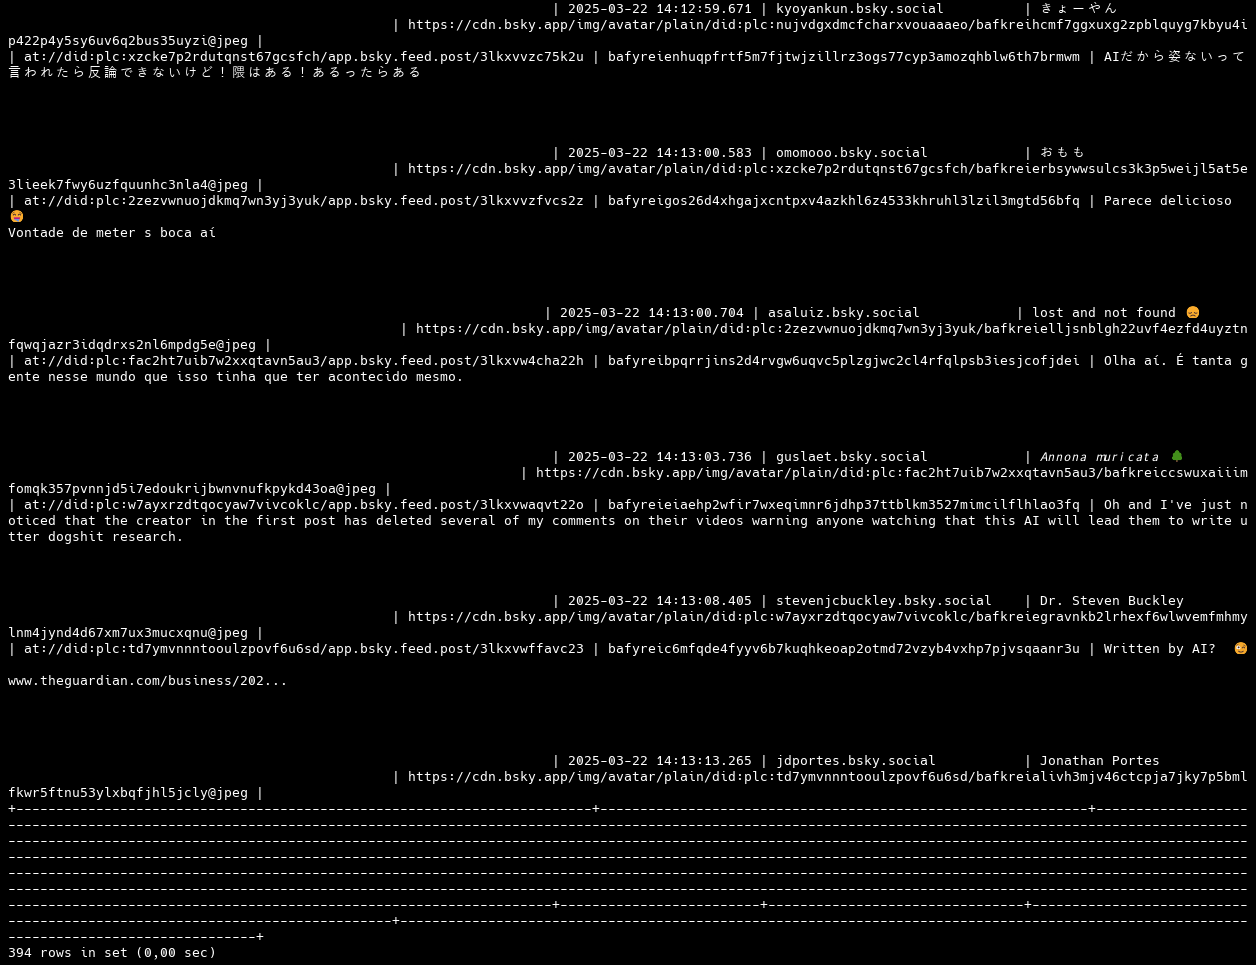 | 2025-03-22 14:12:59.671 | kyoyankun.bsky.social | きょーやん
| https://cdn.bsky.app/img/avatar/plain/did:plc:nujvdgxdmcfcharxvouaaaeo/bafkreihcmf7ggxuxg2zpblquyg7kbyu4i
p422p4y5sy6uv6q2bus35uyzi@jpeg |
| at://did:plc:xzcke7p2rdutqnst67gcsfch/app.bsky.feed.post/3lkxvvzc75k2u | bafyreienhuqpfrtf5m7fjtwjzillrz3ogs77cyp3amozqhblw6th7brmwm | AIだから姿ないって
言われたら反論できないけど！隈はある！あるったらある
| 2025-03-22 14:13:00.583 | omomooo.bsky.social | おもも
| https://cdn.bsky.app/img/avatar/plain/did:plc:xzcke7p2rdutqnst67gcsfch/bafkreierbsywwsulcs3k3p5weijl5at5e
3lieek7fwy6uzfquunhc3nla4@jpeg |
| at://did:plc:2zezvwnuojdkmq7wn3yj3yuk/app.bsky.feed.post/3lkxvvzfvcs2z | bafyreigos26d4xhgajxcntpxv4azkhl6z4533khruhl3lzil3mgtd56bfq | Parece delicioso
😅
Vontade de meter s boca aí
| 2025-03-22 14:13:00.704 | asaluiz.bsky.social | lost and not found 😞
| https://cdn.bsky.app/img/avatar/plain/did:plc:2zezvwnuojdkmq7wn3yj3yuk/bafkreielljsnblgh22uvf4ezfd4uyztn
fqwqjazr3idqdrxs2nl6mpdg5e@jpeg |
| at://did:plc:fac2ht7uib7w2xxqtavn5au3/app.bsky.feed.post/3lkxvw4cha22h | bafyreibpqrrjins2d4rvgw6uqvc5plzgjwc2cl4rfqlpsb3iesjcofjdei | Olha aí. É tanta g
ente nesse mundo que isso tinha que ter acontecido mesmo.
| 2025-03-22 14:13:03.736 | guslaet.bsky.social | Annona muricata 🌳
| https://cdn.bsky.app/img/avatar/plain/did:plc:fac2ht7uib7w2xxqtavn5au3/bafkreiccswuxaiiim
fomqk357pvnnjd5i7edoukrijbwnvnufkpykd43oa@jpeg |
| at://did:plc:w7ayxrzdtqocyaw7vivcoklc/app.bsky.feed.post/3lkxvwaqvt22o | bafyreieiaehp2wfir7wxeqimnr6jdhp37ttblkm3527mimcilflhlao3fq | Oh and I've just n
oticed that the creator in the first post has deleted several of my comments on their videos warning anyone watching that this AI will lead them to write u
tter dogshit research.
| 2025-03-22 14:13:08.405 | stevenjcbuckley.bsky.social | Dr. Steven Buckley
| https://cdn.bsky.app/img/avatar/plain/did:plc:w7ayxrzdtqocyaw7vivcoklc/bafkreiegravnkb2lrhexf6wlwvemfmhmy
lnm4jynd4d67xm7ux3mucxqnu@jpeg |
| at://did:plc:td7ymvnnntooulzpovf6u6sd/app.bsky.feed.post/3lkxvwffavc23 | bafyreic6mfqde4fyyv6b7kuqhkeoap2otmd72vzyb4vxhp7pjvsqaanr3u | Written by AI? 🧐
www.theguardian.com/business/202...
| 2025-03-22 14:13:13.265 | jdportes.bsky.social | Jonathan Portes
| https://cdn.bsky.app/img/avatar/plain/did:plc:td7ymvnnntooulzpovf6u6sd/bafkreialivh3mjv46ctcpja7jky7p5bml
fkwr5ftnu53ylxbqfjhl5jcly@jpeg |
394 rows in set (0,00 sec)